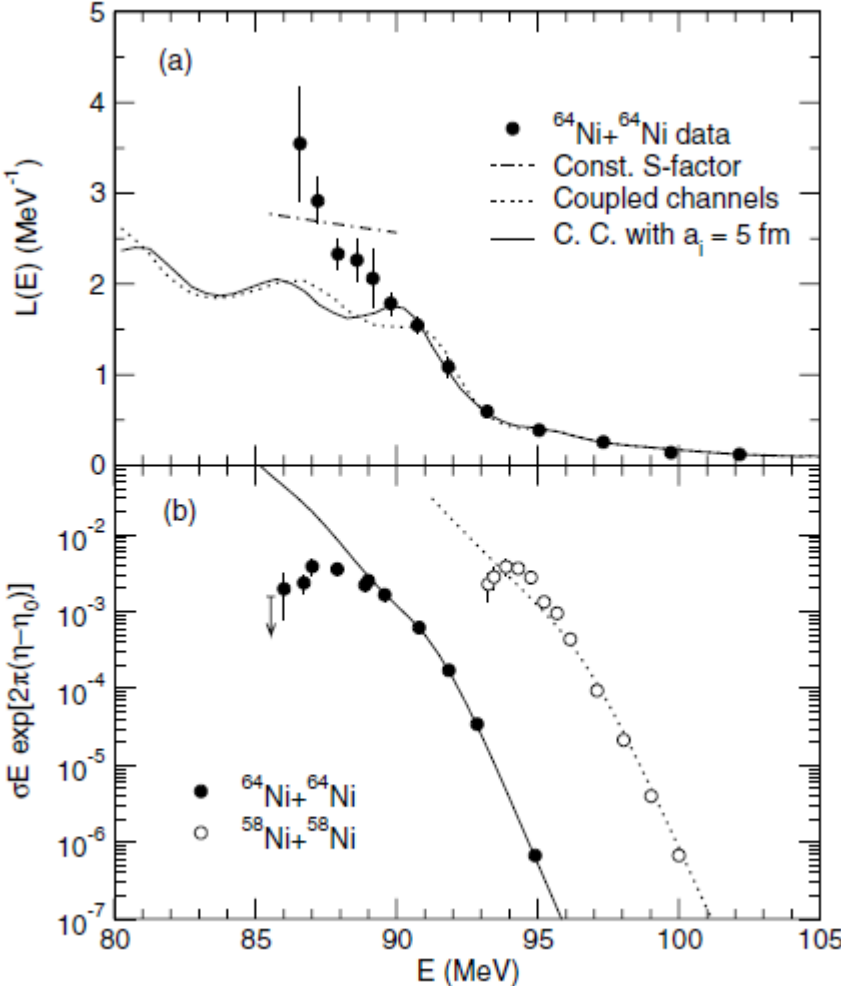 5
(a)
4
⁶⁴Ni+⁶⁴Ni data
Const. S-factor
Coupled channels
C. C. with aᵢ = 5 fm
3
L(E) (MeV⁻¹)
2
1
0
(b)
10⁻²
10⁻³
σE exp[2π(η−η₀)]
10⁻⁴
10⁻⁵
⁶⁴Ni+⁶⁴Ni
⁵⁸Ni+⁵⁸Ni
10⁻⁶
10⁻⁷
80 85 90 95 100 105
E (MeV)